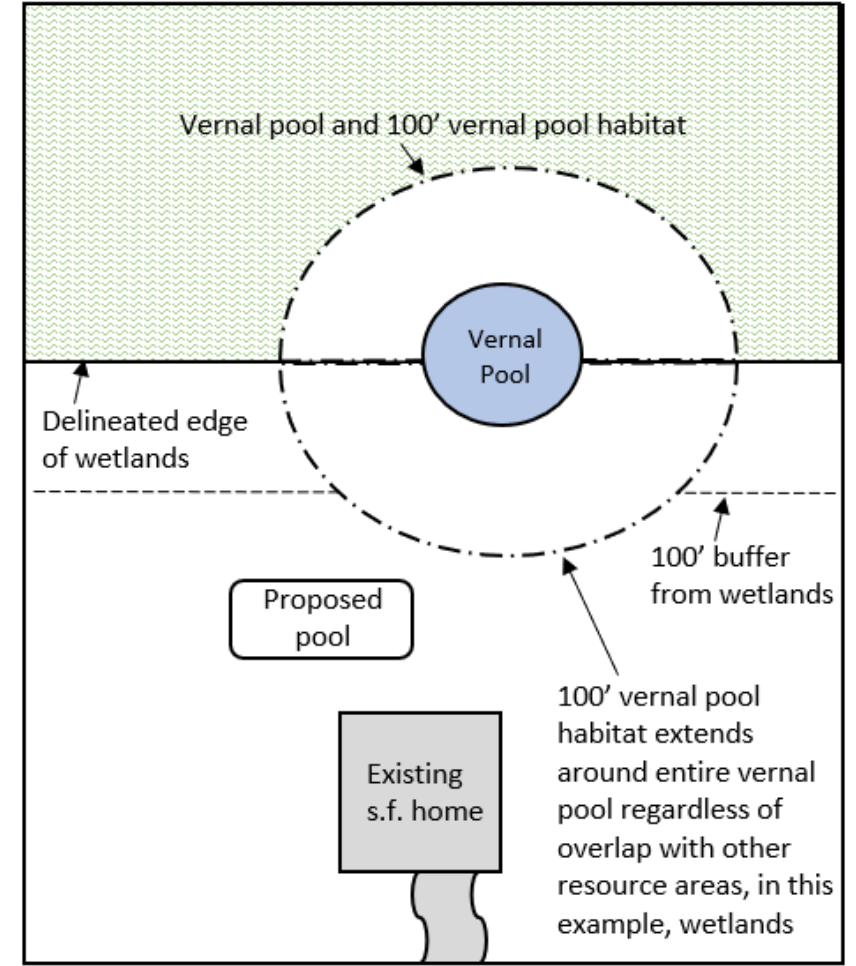 Vernal pool and 100’ vernal pool habitat
Vernal
Pool
Delineated edge
of wetlands
100’ buffer
from wetlands
Proposed
pool
100’ vernal pool
habitat extends
around entire vernal
pool regardless of
overlap with other
resource areas, in this
example, wetlands
Existing
s.f. home